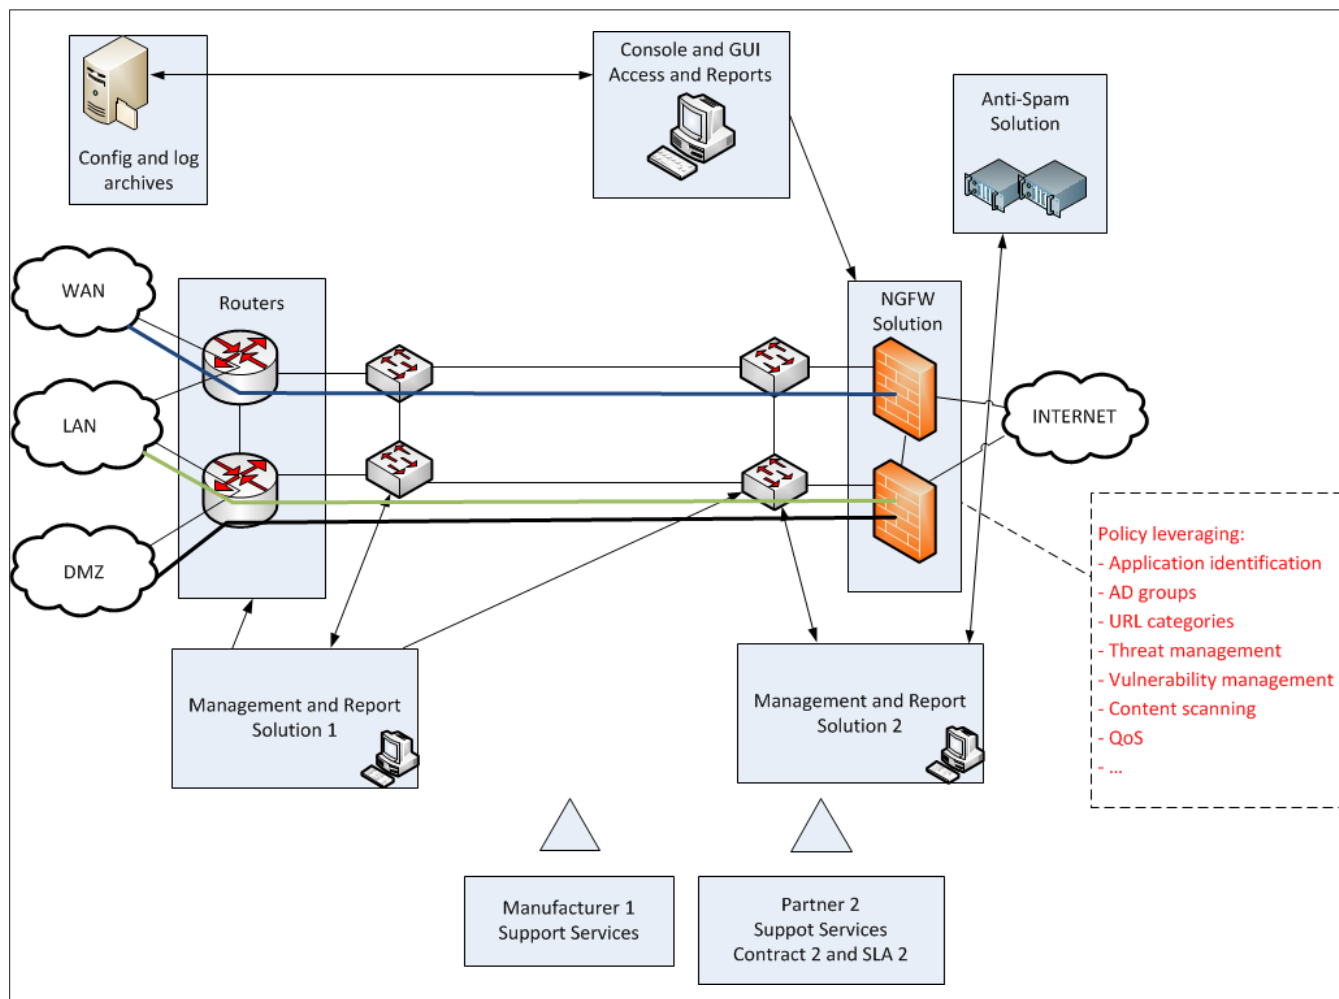 Console and GUI
Access and Reports
Config and log
archives
Anti-Spam
Solution
WAN
Routers
NGFW
Solution
LAN
INTERNET
DMZ
Policy leveraging:
- Application identification
- AD groups
- URL categories
- Threat management
- Vulnerability management
- Content scanning
- QoS
- ...
Management and Report
Solution 1
Management and Report
Solution 2
Manufacturer 1
Support Services
Partner 2
Suppot Services
Contract 2 and SLA 2